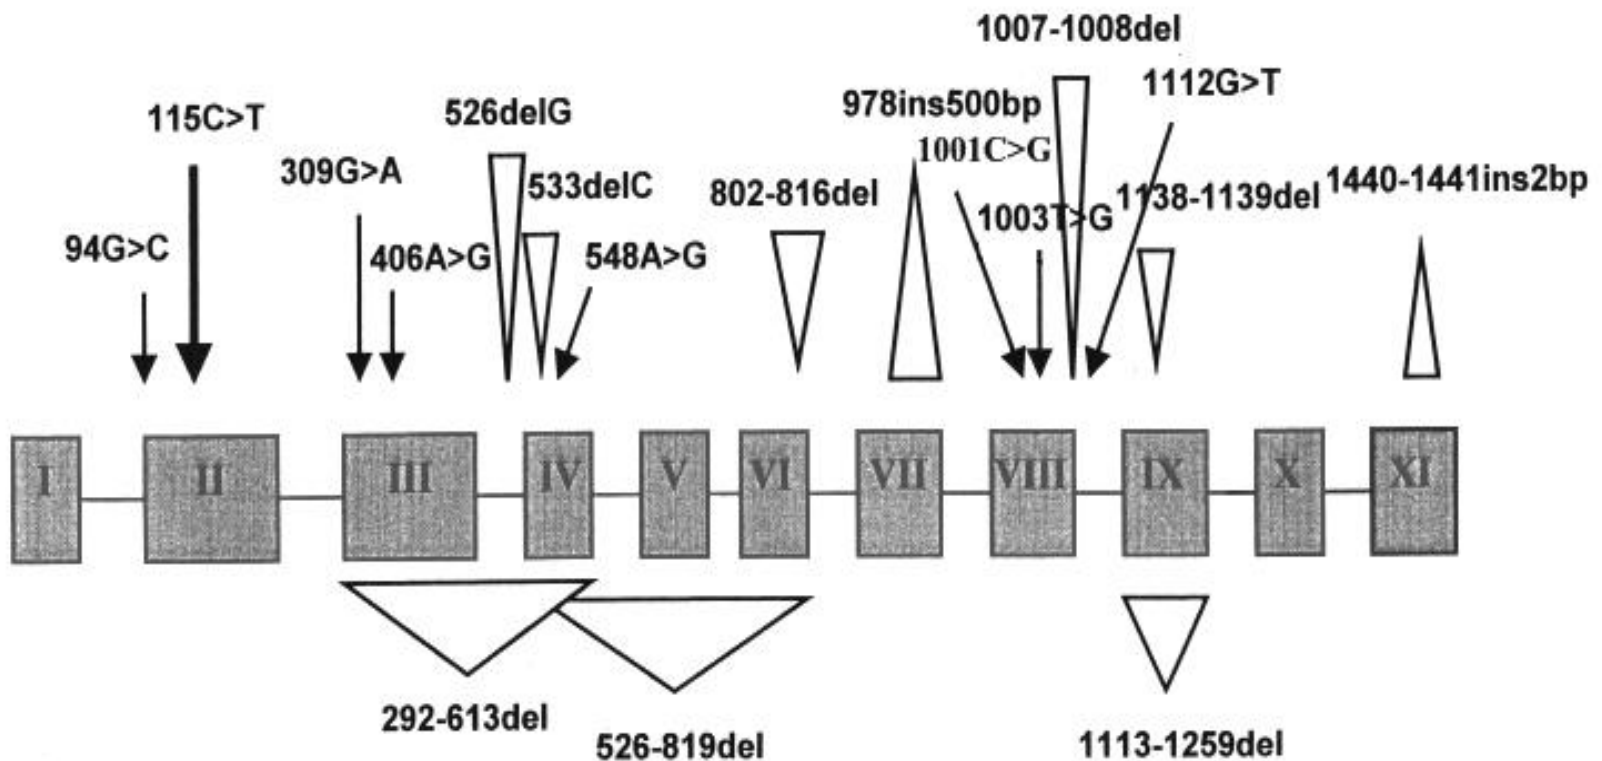 1007-1008del
1112G>T
978ins500bp
115C>T
526delG
1001C>G
309G>A
533delC
802-816del
1003T>G
1138-1139del
1440-1441ins2bp
94G>C
406A>G
548A>G
I
II
III
IV
V
VI
VII
VIII
IX
X
XI
292-613del
526-819del
1113-1259del